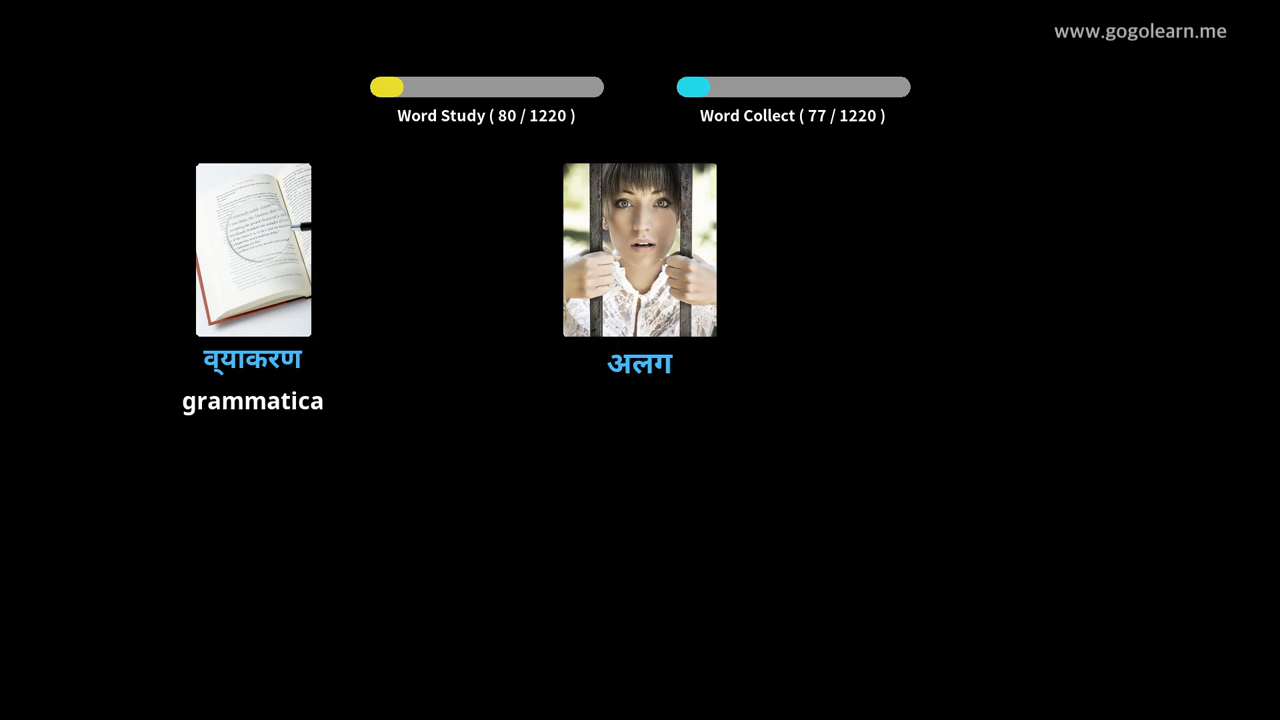 www.gogolearn.me
Word Study ( 80 / 1220 )
Word Collect ( 77 / 1220 )
व्याकरण
grammatica
अलग